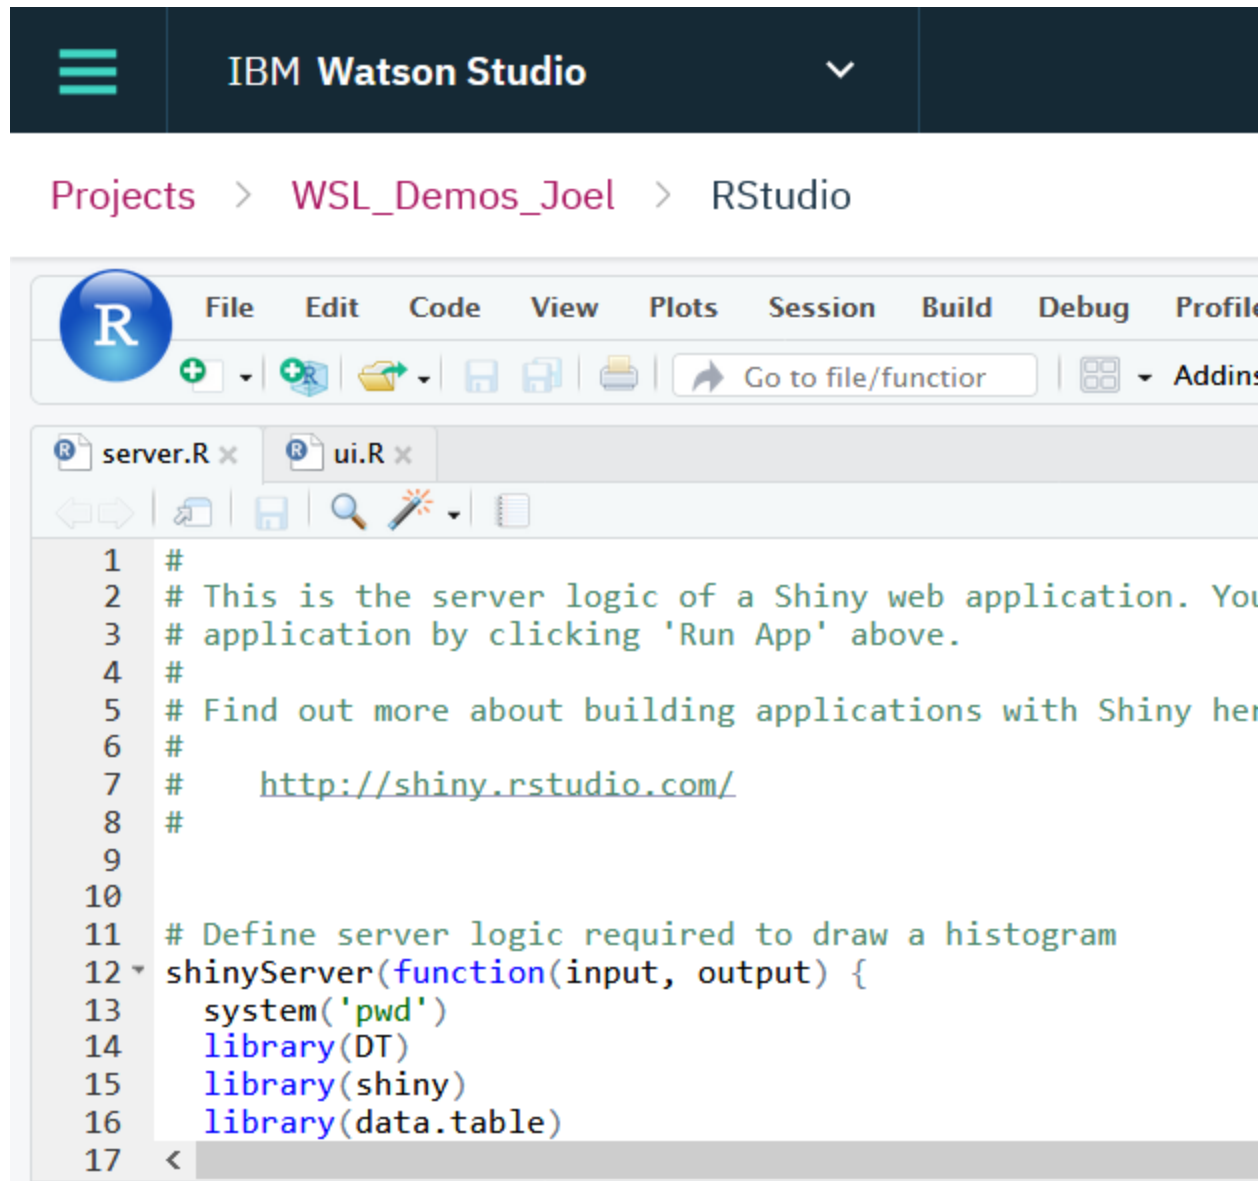 IBM Watson Studio
Projects > WSL_Demos_Joel > RStudio
R File Edit Code View Plots Session Build Debug Profile
Go to file/function Addins
server.R × ui.R ×
1 #
2 # This is the server logic of a Shiny web application. You
3 # application by clicking 'Run App' above.
4 #
5 # Find out more about building applications with Shiny her
6 #
7 # http://shiny.rstudio.com/
8 #
9
10
11 # Define server logic required to draw a histogram
12 shinyServer(function(input, output) {
13 system('pwd')
14 library(DT)
15 library(shiny)
16 library(data.table)
17